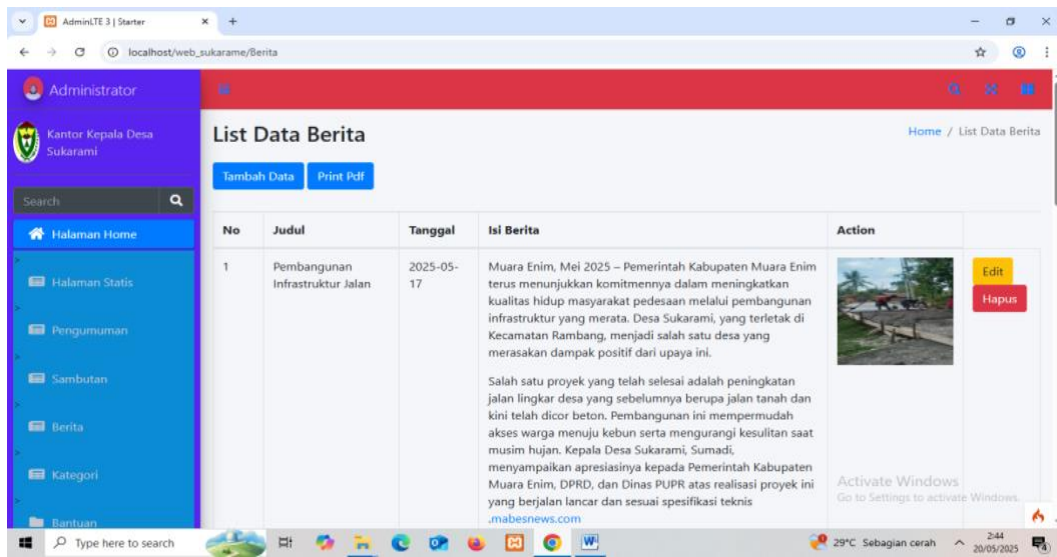 AdminLTE 3 | Starter
localhost/web_sukarame/Berita
Administrator
Kantor Kepala Desa
Sukarami
Search
Halaman Home
Halaman Statis
Pengumuman
Sambutan
Berita
Kategori
Bantuan
List Data Berita
Home / List Data Berita
Tambah Data
Print Pdf
No Judul Tanggal Isi Berita Action
1
Pembangunan
Infrastruktur Jalan
2025-05-
17
Muara Enim, Mei 2025 – Pemerintah Kabupaten Muara Enim
terus menunjukkan komitmennya dalam meningkatkan
kualitas hidup masyarakat pedesaan melalui pembangunan
infrastruktur yang merata. Desa Sukarami, yang terletak di
Kecamatan Rambang, menjadi salah satu desa yang
merasakan dampak positif dari upaya ini.
Salah satu proyek yang telah selesai adalah peningkatan
jalan lingkar desa yang sebelumnya berupa jalan tanah dan
kini telah dicor beton. Pembangunan ini mempermudah
akses warga menuju kebun serta mengurangi kesulitan saat
musim hujan. Kepala Desa Sukarami, Sumadi,
menyampaikan apresiasinya kepada Pemerintah Kabupaten
Muara Enim, DPRD, dan Dinas PUPR atas realisasi proyek ini
yang berjalan lancar dan sesuai spesifikasi teknis
.mabesnews.com
Edit
Hapus
Activate Windows
Go to Settings to activate Windows.
Type here to search
29°C Sebagian cerah
2:44
20/05/2025